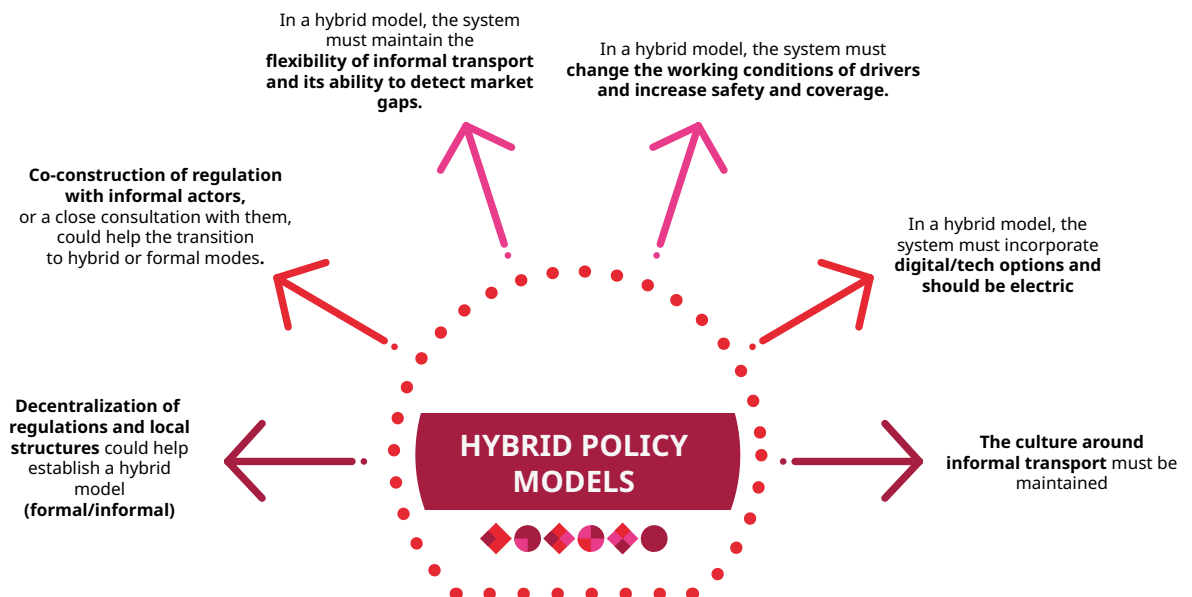 In a hybrid model, the system
must maintain the
flexibility of informal transport
and its ability to detect market
gaps.
In a hybrid model, the system must
change the working conditions of drivers
and increase safety and coverage.
Co-construction of regulation
with informal actors,
or a close consultation with them,
could help the transition
to hybrid or formal modes.
In a hybrid model, the
system must incorporate
digital/tech options and
should be electric
Decentralization of
regulations and local
structures could help
establish a hybrid
model
(formal/informal)
HYBRID POLICY
MODELS
The culture around
informal transport must be
maintained